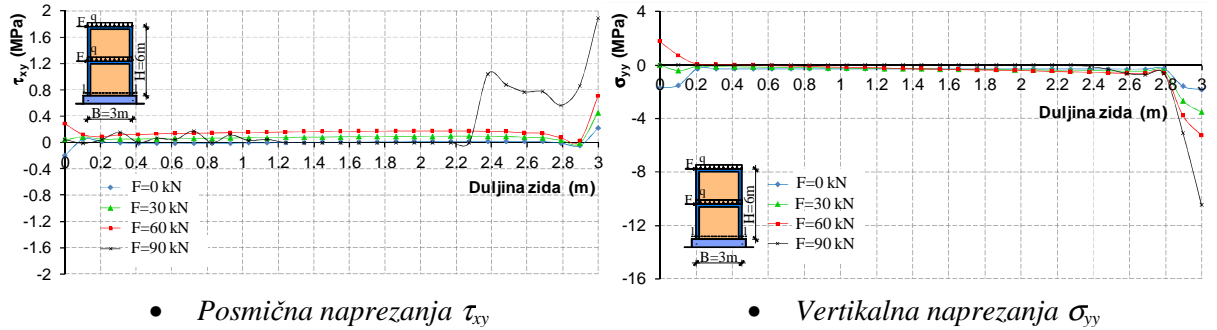 τxy (MPa)
2
1.6
1.2
0.8
0.4
0
-0.4
-0.8
-1.2
-1.6
-2
0 0.2 0.4 0.6 0.8 1 1.2 1.4 1.6 1.8 2 2.2 2.4 2.6 2.8 3
Duljina zida (m)
q
F
q
F
H=6m
B=3m
F=0 kN
F=30 kN
F=60 kN
F=90 kN
• Posmična naprezanja τxy
σyy (MPa)
4
0
-4
-8
-12
-16
0 0.2 0.4 0.6 0.8 1 1.2 1.4 1.6 1.8 2 2.2 2.4 2.6 2.8 3
Duljina zida (m)
q
F
q
F
H=6m
B=3m
F=0 kN
F=30 kN
F=60 kN
F=90 kN
• Vertikalna naprezanja σyy